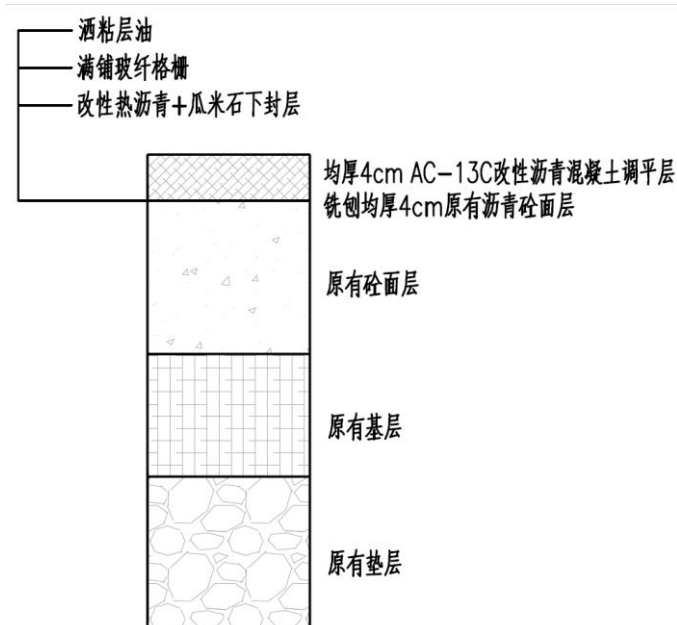 洒粘层油
满铺玻纤格栅
改性热沥青+瓜米石下封层
均厚4cm AC-13C改性沥青混凝土调平层
铣刨均厚4cm原有沥青砼面层
原有砼面层
原有基层
原有垫层